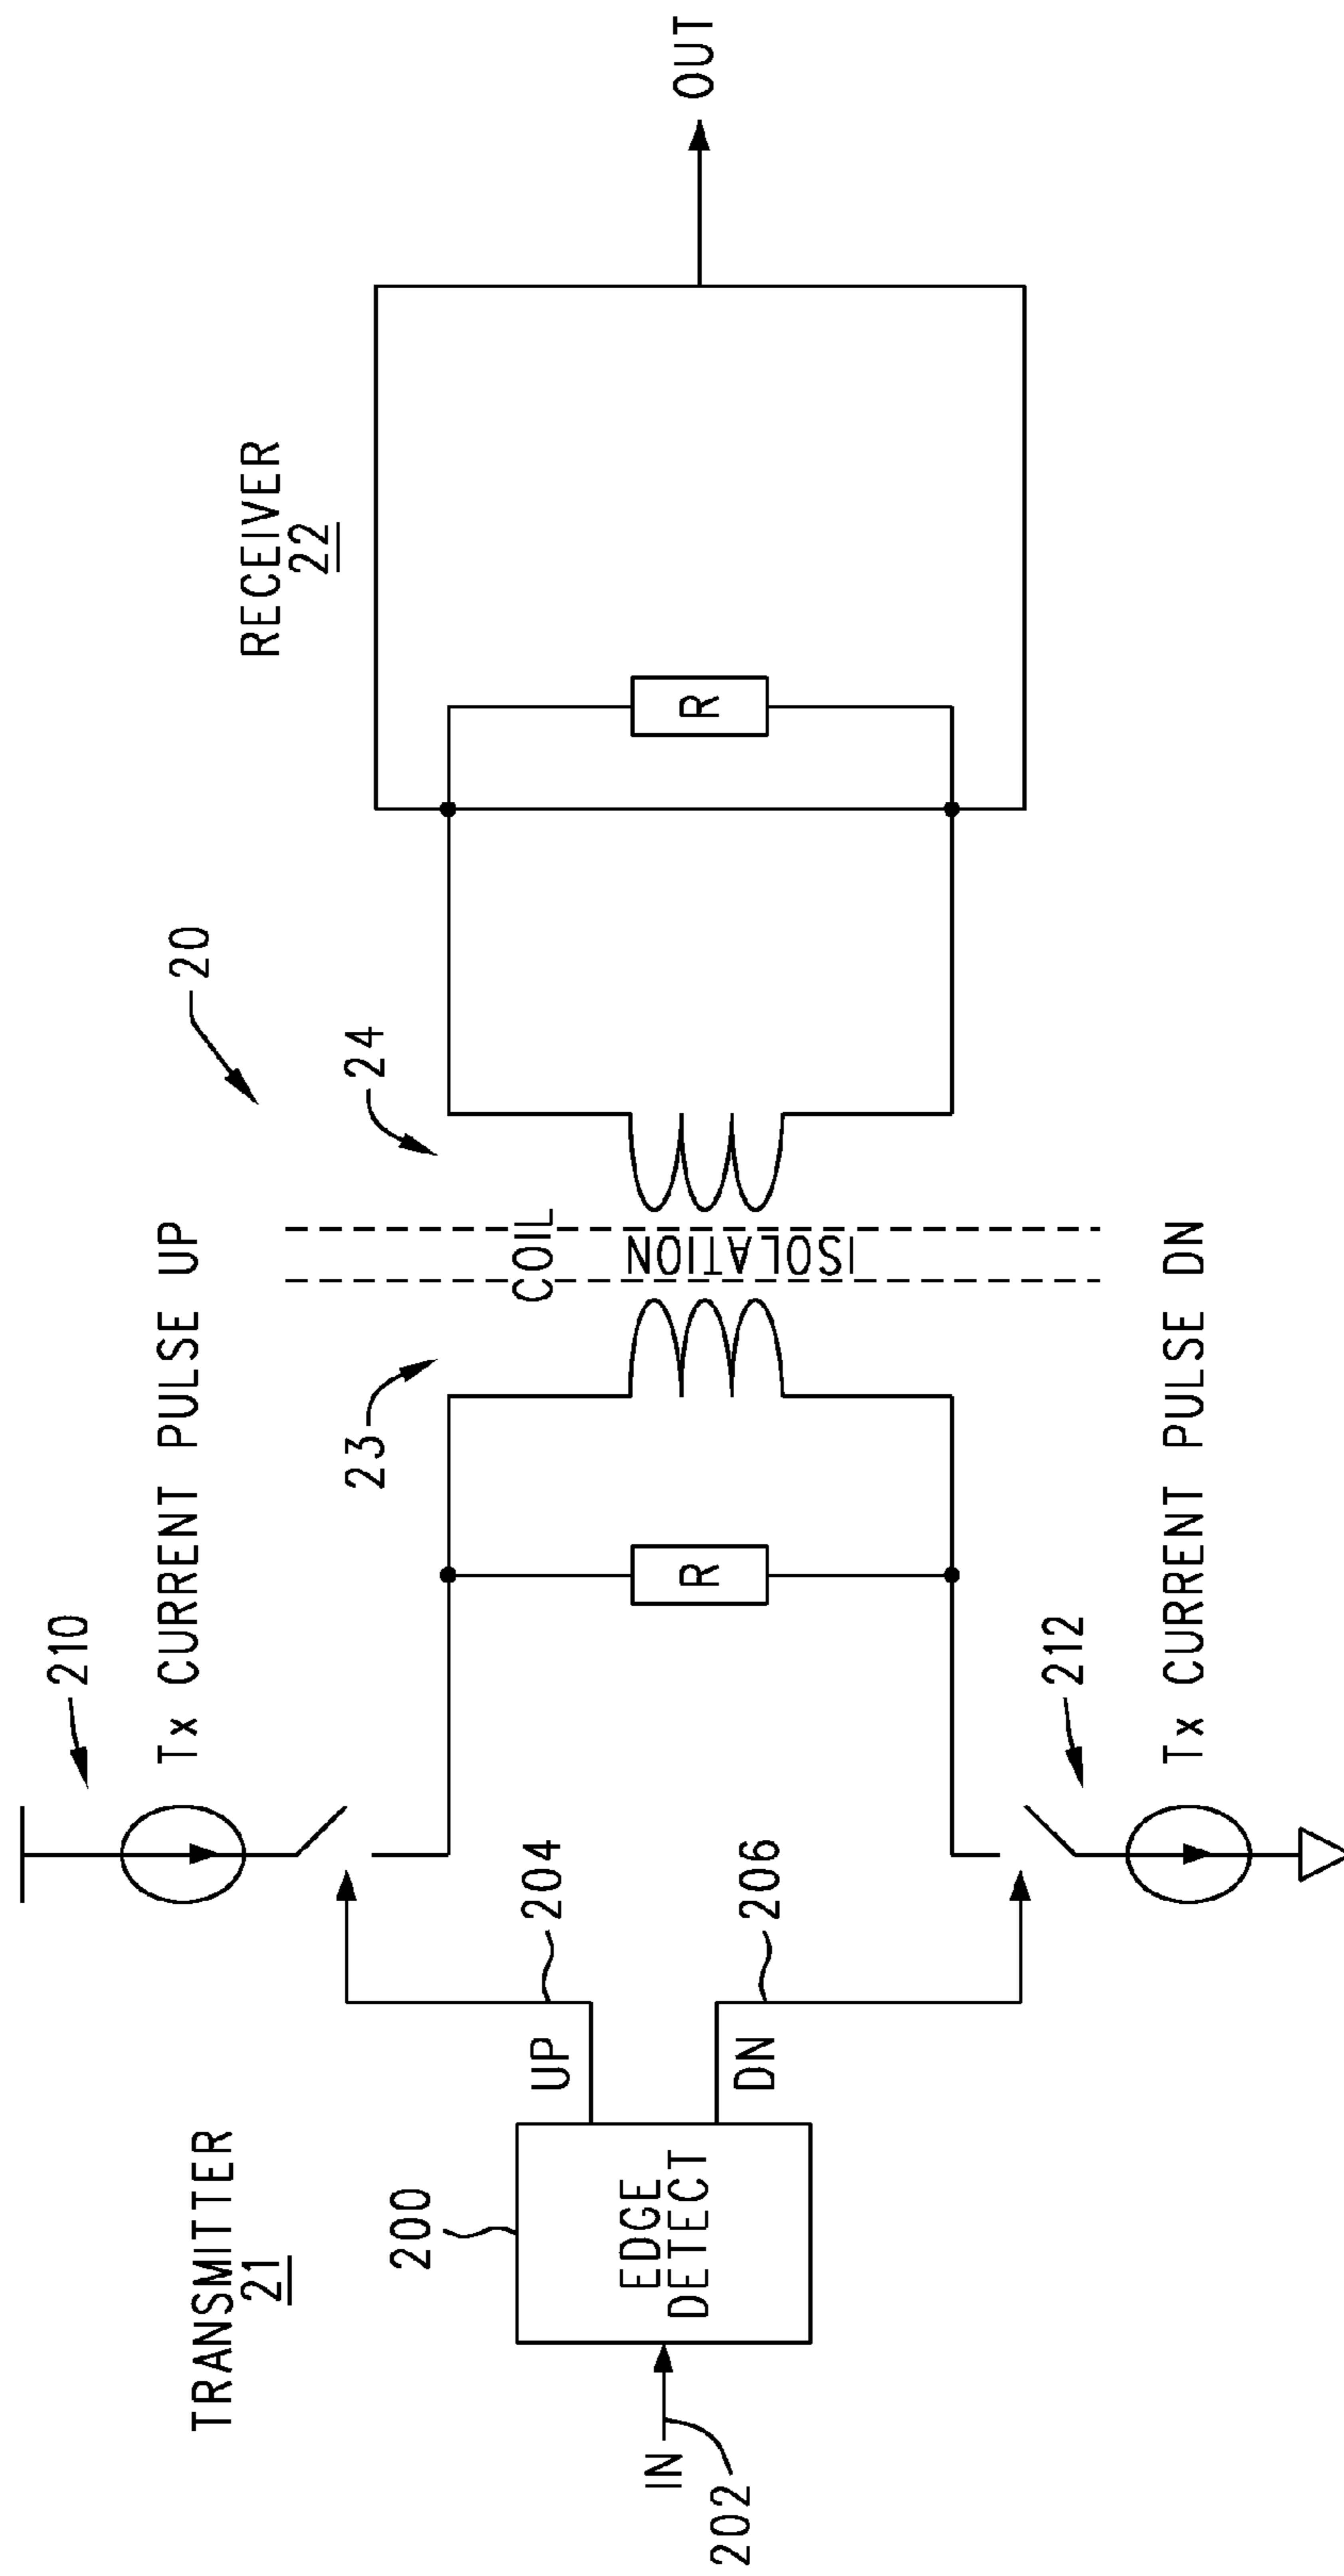 TRANSMITTER
21
IN
202
200
EDGE
DETECT
UP
204
DN
206
210
Tx CURRENT PULSE UP
212
Tx CURRENT PULSE DN
R
23
COIL
ISOLATION
24
20
RECEIVER
22
R
OUT